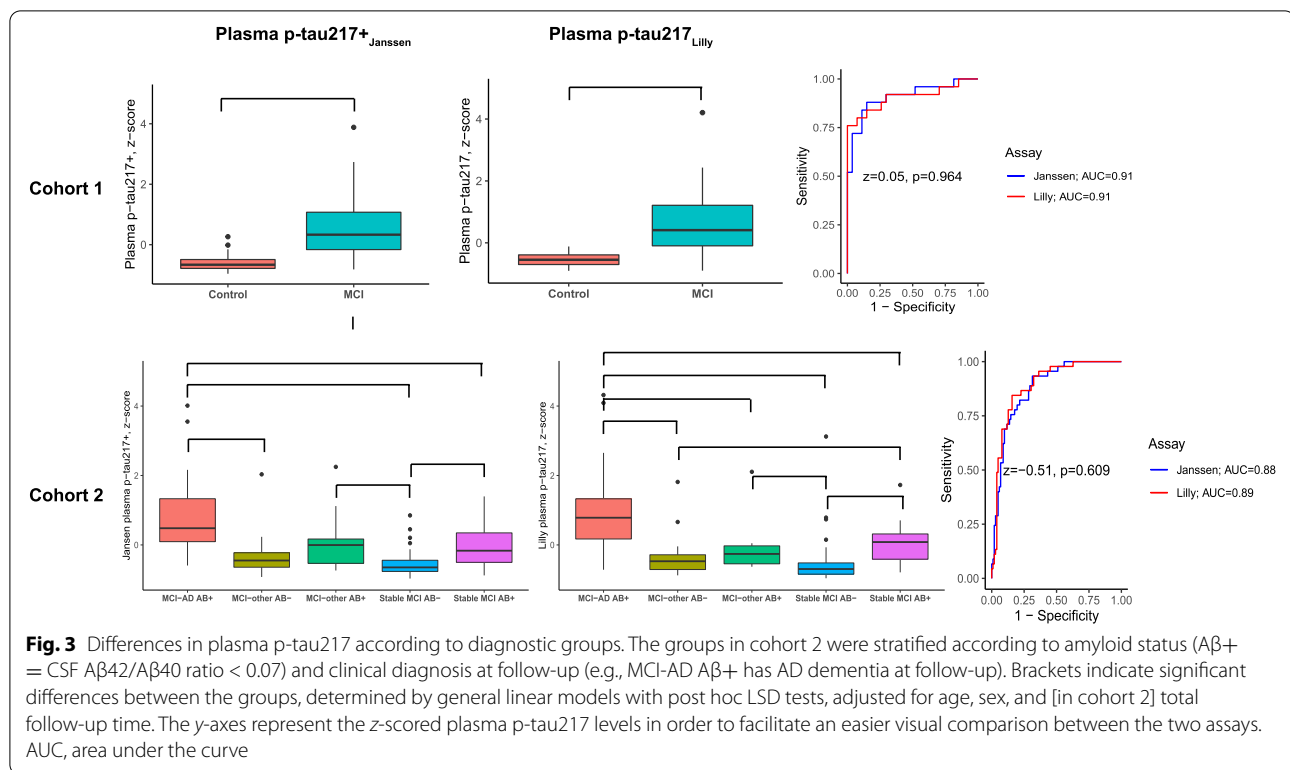 Plasma p-tau217+Janssen
Plasma p-tau217Lilly
Cohort 1
Plasma p−tau217+, z−score
4
2
0
Control
MCI
Plasma p−tau217, z−score
4
2
0
Control
MCI
Sensitivity
1.00
0.75
0.50
0.25
0.00
z=0.05, p=0.964
0.00 0.25 0.50 0.75 1.00
1 − Specificity
Assay
Janssen; AUC=0.91
Lilly; AUC=0.91
Cohort 2
Jansen plasma p−tau217+, z−score
4
2
0
MCI−AD AB+
MCI−other AB−
MCI−other AB+
Stable MCI AB−
Stable MCI AB+
Lilly plasma p−tau217, z−score
4
2
0
MCI−AD AB+
MCI−other AB−
MCI−other AB+
Stable MCI AB−
Stable MCI AB+
Sensitivity
1.00
0.75
0.50
0.25
0.00
z=−0.51, p=0.609
0.00 0.25 0.50 0.75 1.00
1 − Specificity
Assay
Janssen; AUC=0.88
Lilly; AUC=0.89
Fig. 3 Differences in plasma p-tau217 according to diagnostic groups. The groups in cohort 2 were stratified according to amyloid status (Aβ+
= CSF Aβ42/Aβ40 ratio < 0.07) and clinical diagnosis at follow-up (e.g., MCI-AD Aβ+ has AD dementia at follow-up). Brackets indicate significant
differences between the groups, determined by general linear models with post hoc LSD tests, adjusted for age, sex, and [in cohort 2] total
follow-up time. The y-axes represent the z-scored plasma p-tau217 levels in order to facilitate an easier visual comparison between the two assays.
AUC, area under the curve